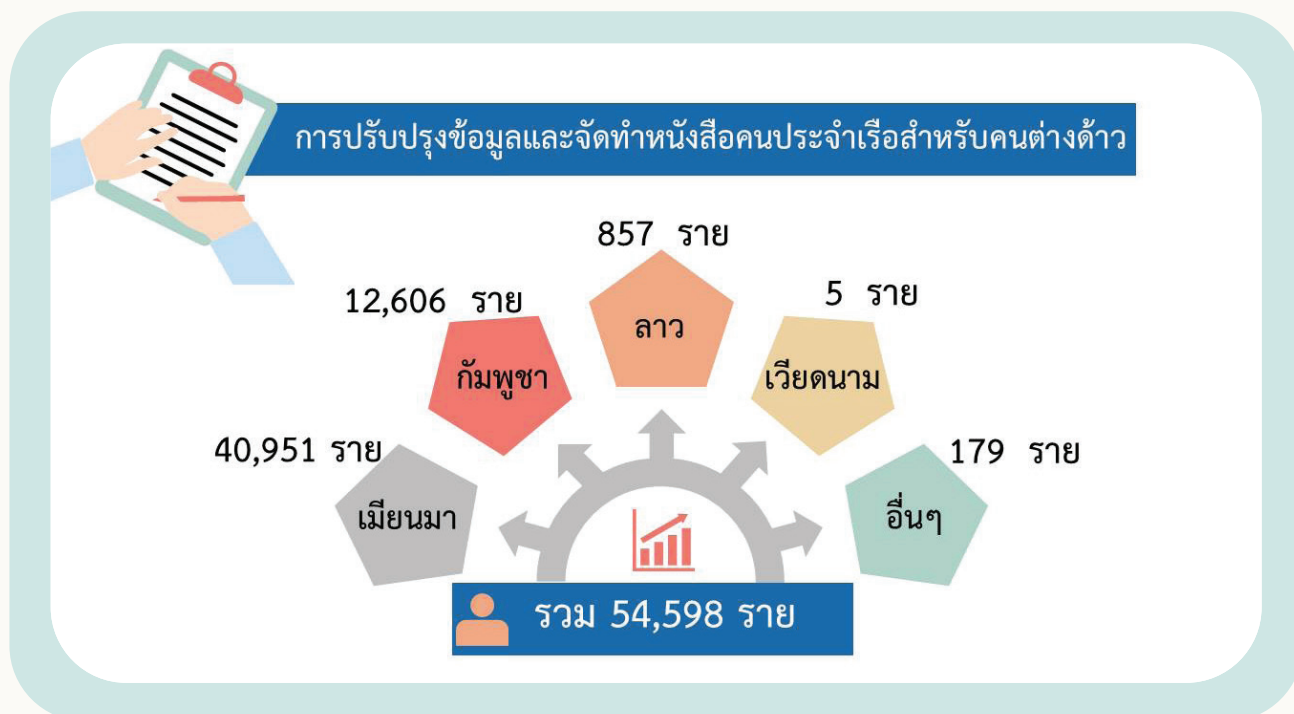 การปรับปรุงข้อมูลและจัดทำหนังสือคนประจำเรือสำหรับคนต่างด้าว
857 ราย
ลาว
12,606 ราย
กัมพูชา
5 ราย
เวียดนาม
40,951 ราย
เมียนมา
179 ราย
อื่นๆ
รวม 54,598 ราย